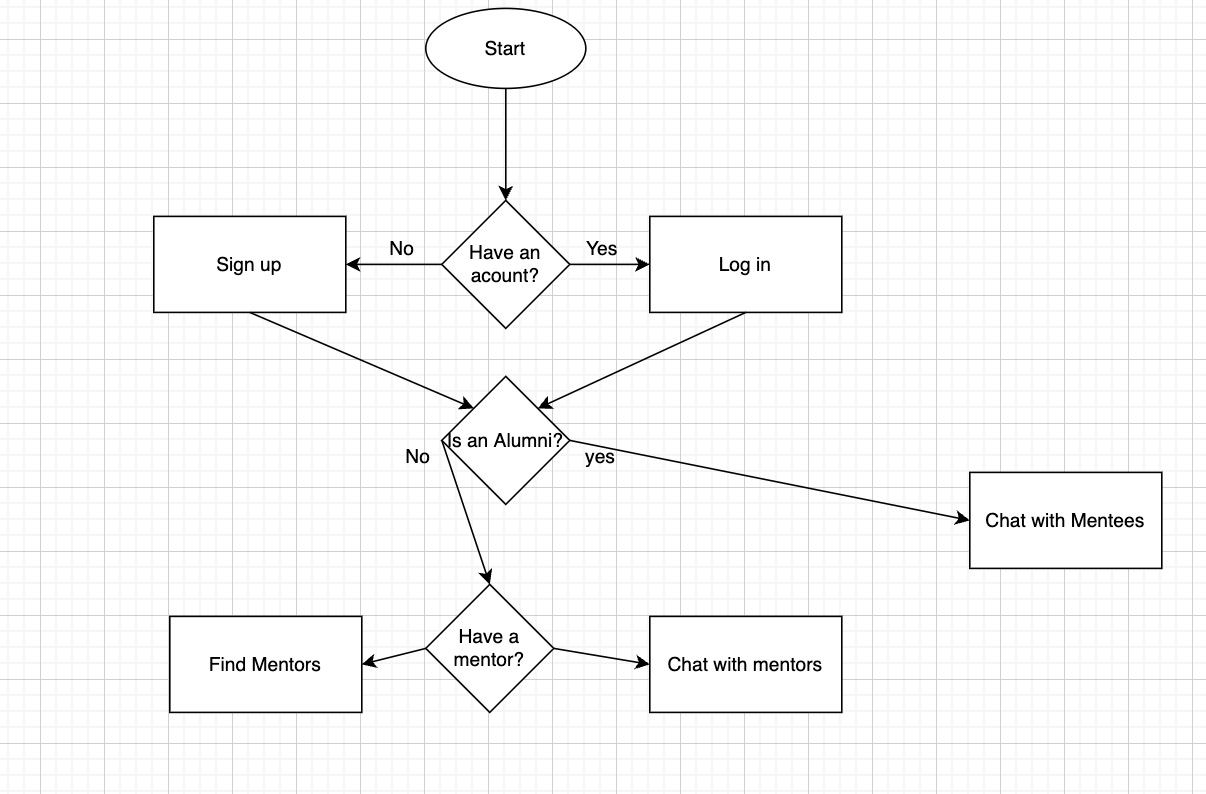 Start
No
Have an
acount?
Yes
Sign up
Log in
Is an Alumni?
No
yes
Chat with Mentees
Have a
mentor?
Find Mentors
Chat with mentors